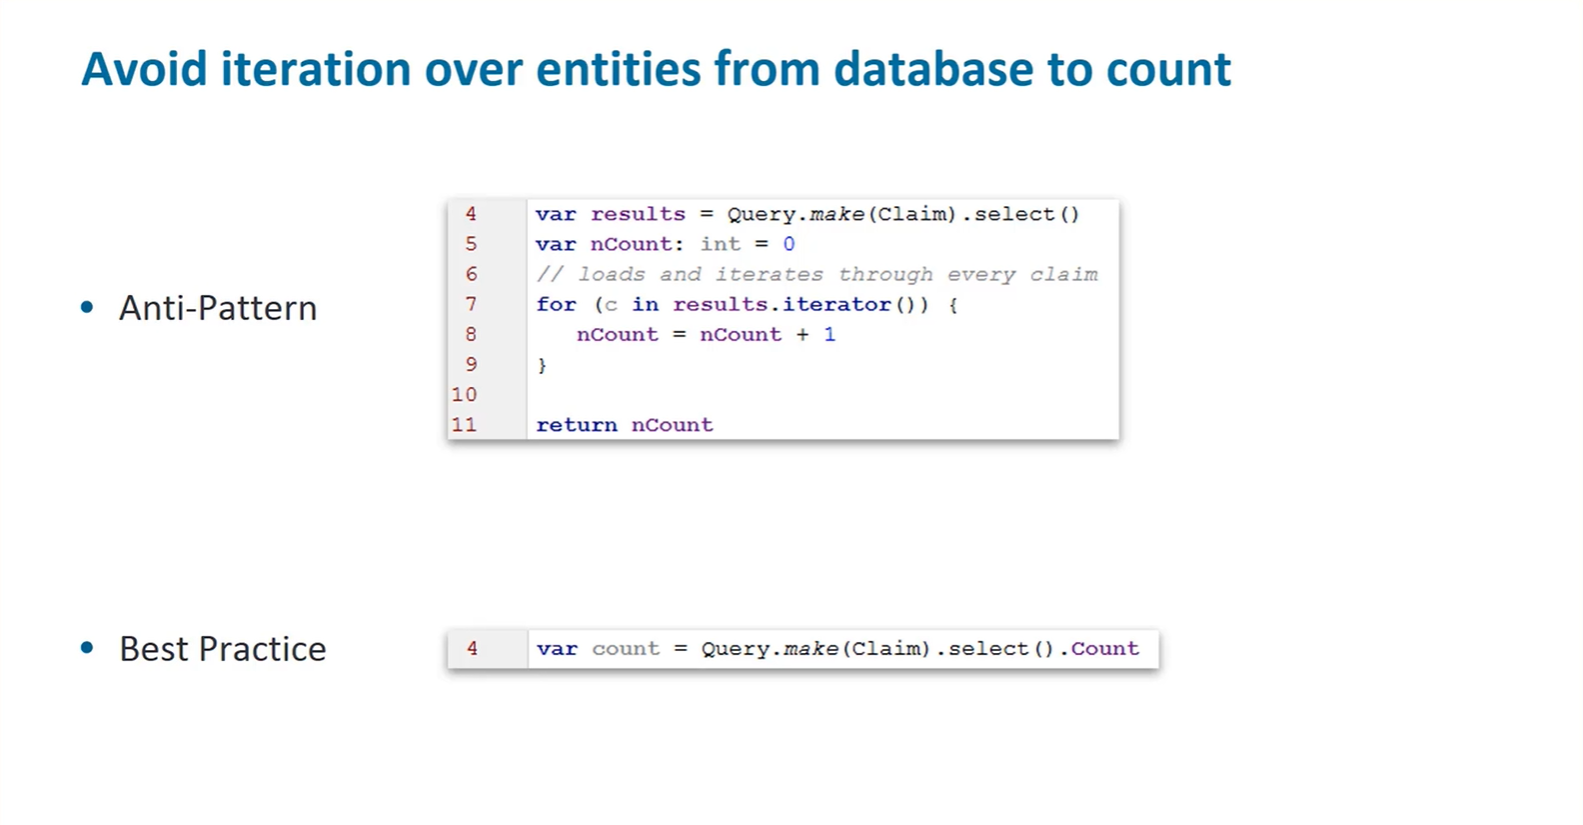 Avoid iteration over entities from database to count
• Anti-Pattern
4 var results = Query.make(Claim).select()
5 var nCount: int = 0
6 // loads and iterates through every claim
7 for (c in results.iterator()) {
8 nCount = nCount + 1
9 }
10
11 return nCount
• Best Practice
4 var count = Query.make(Claim).select().Count